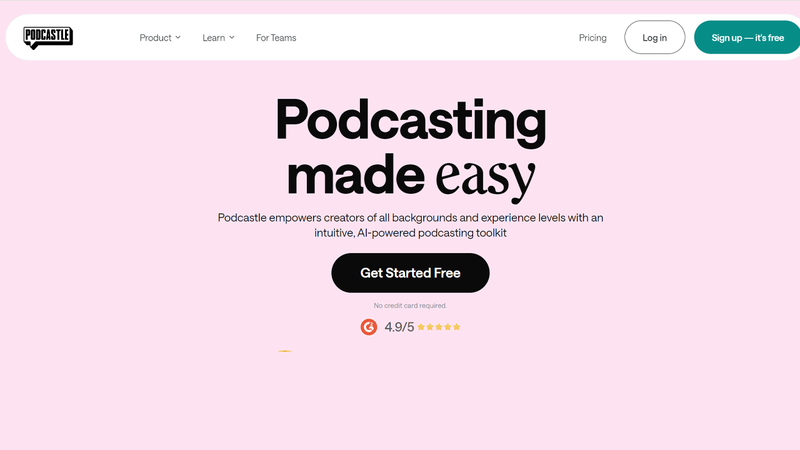 PODCASTLE
Product
Learn
For Teams
Pricing
Log in
Sign up — it's free
Podcasting
made easy
Podcastle empowers creators of all backgrounds and experience levels with an
intuitive, AI-powered podcasting toolkit
Get Started Free
No credit card required.
4.9/5